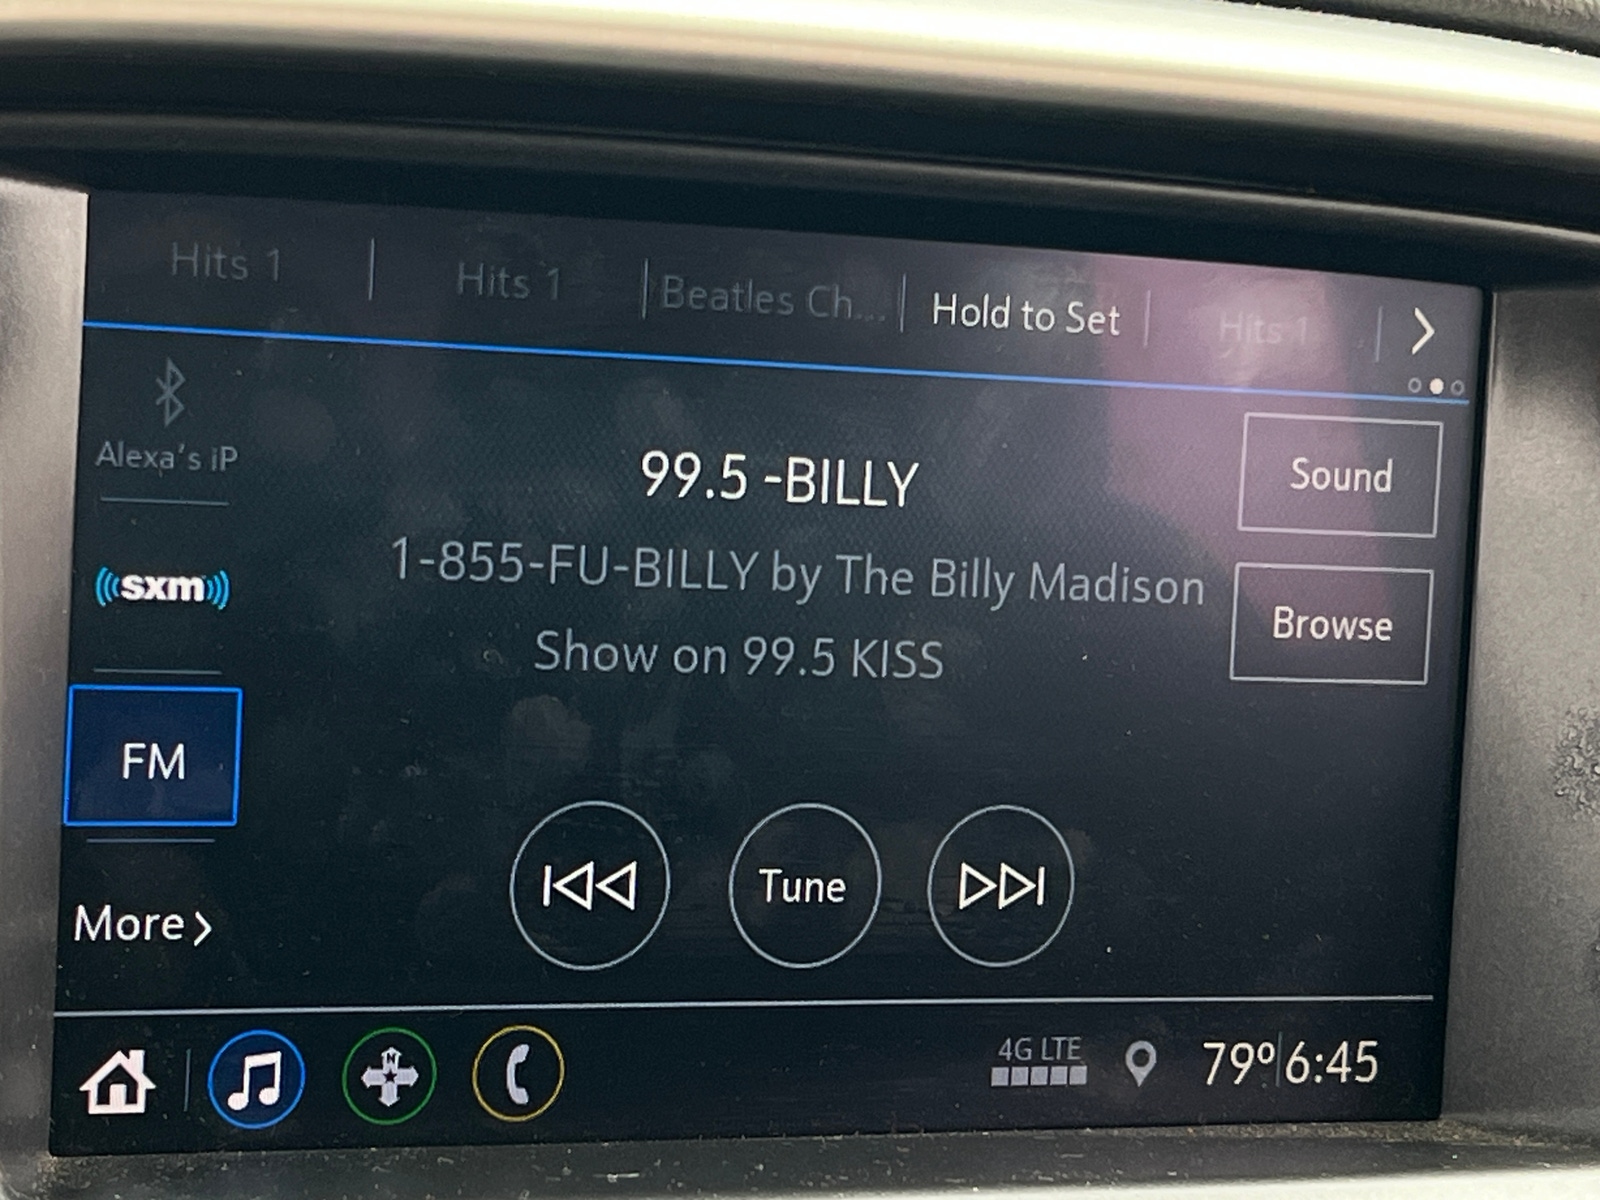 Hits 1
Hits 1
Beatles Ch...
Hold to Set
Hits 1
Alexa's iP
99.5 -BILLY
Sound
1-855-FU-BILLY by The Billy Madison
Show on 99.5 KISS
sxm
Browse
FM
Tune
More
N
4G LTE
79° 6:45